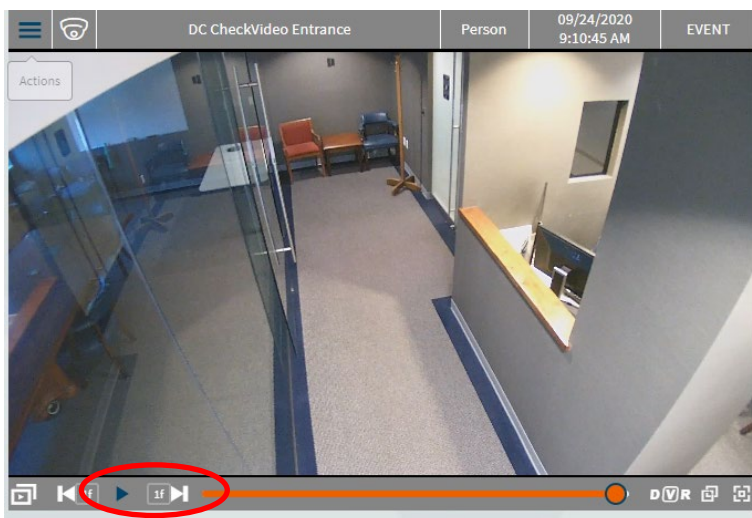 DC CheckVideo Entrance
Person
09/24/2020
9:10:45 AM
EVENT
Actions
1f
DVR